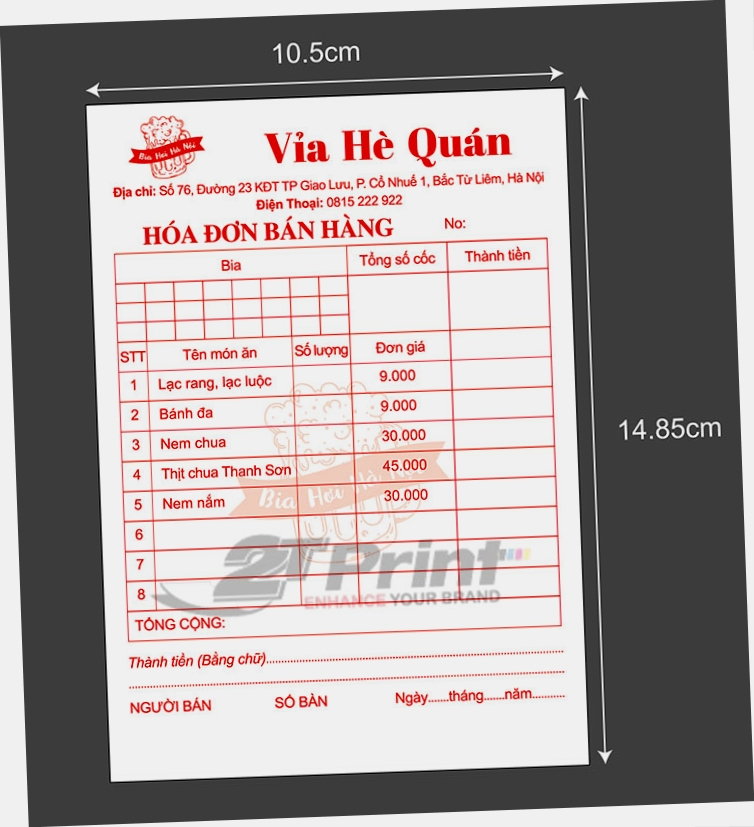 10.5cm
Bia Hơi Hà Nội
Vỉa Hè Quán
Địa chỉ: Số 76, Đường 23 KĐT TP Giao Lưu, P. Cổ Nhuế 1, Bắc Từ Liêm, Hà Nội
Điện Thoại: 0815 222 922
HÓA ĐƠN BÁN HÀNG No:
Bia Tổng số cốc Thành tiền
STT Tên món ăn Số lượng Đơn giá
1 Lạc rang, lạc luộc 9.000
2 Bánh đa 9.000
3 Nem chua 30.000
14.85cm
4 Thịt chua Thanh Sơn 45.000
Bia Hơi Hà Nội
5 Nem nắm 30.000
6
7
2T Print
8
ENHANCE YOUR BRAND
TỔNG CỘNG:
Thành tiền (Bằng chữ)..........
NGƯỜI BÁN SỐ BÀN Ngày......tháng......năm..........